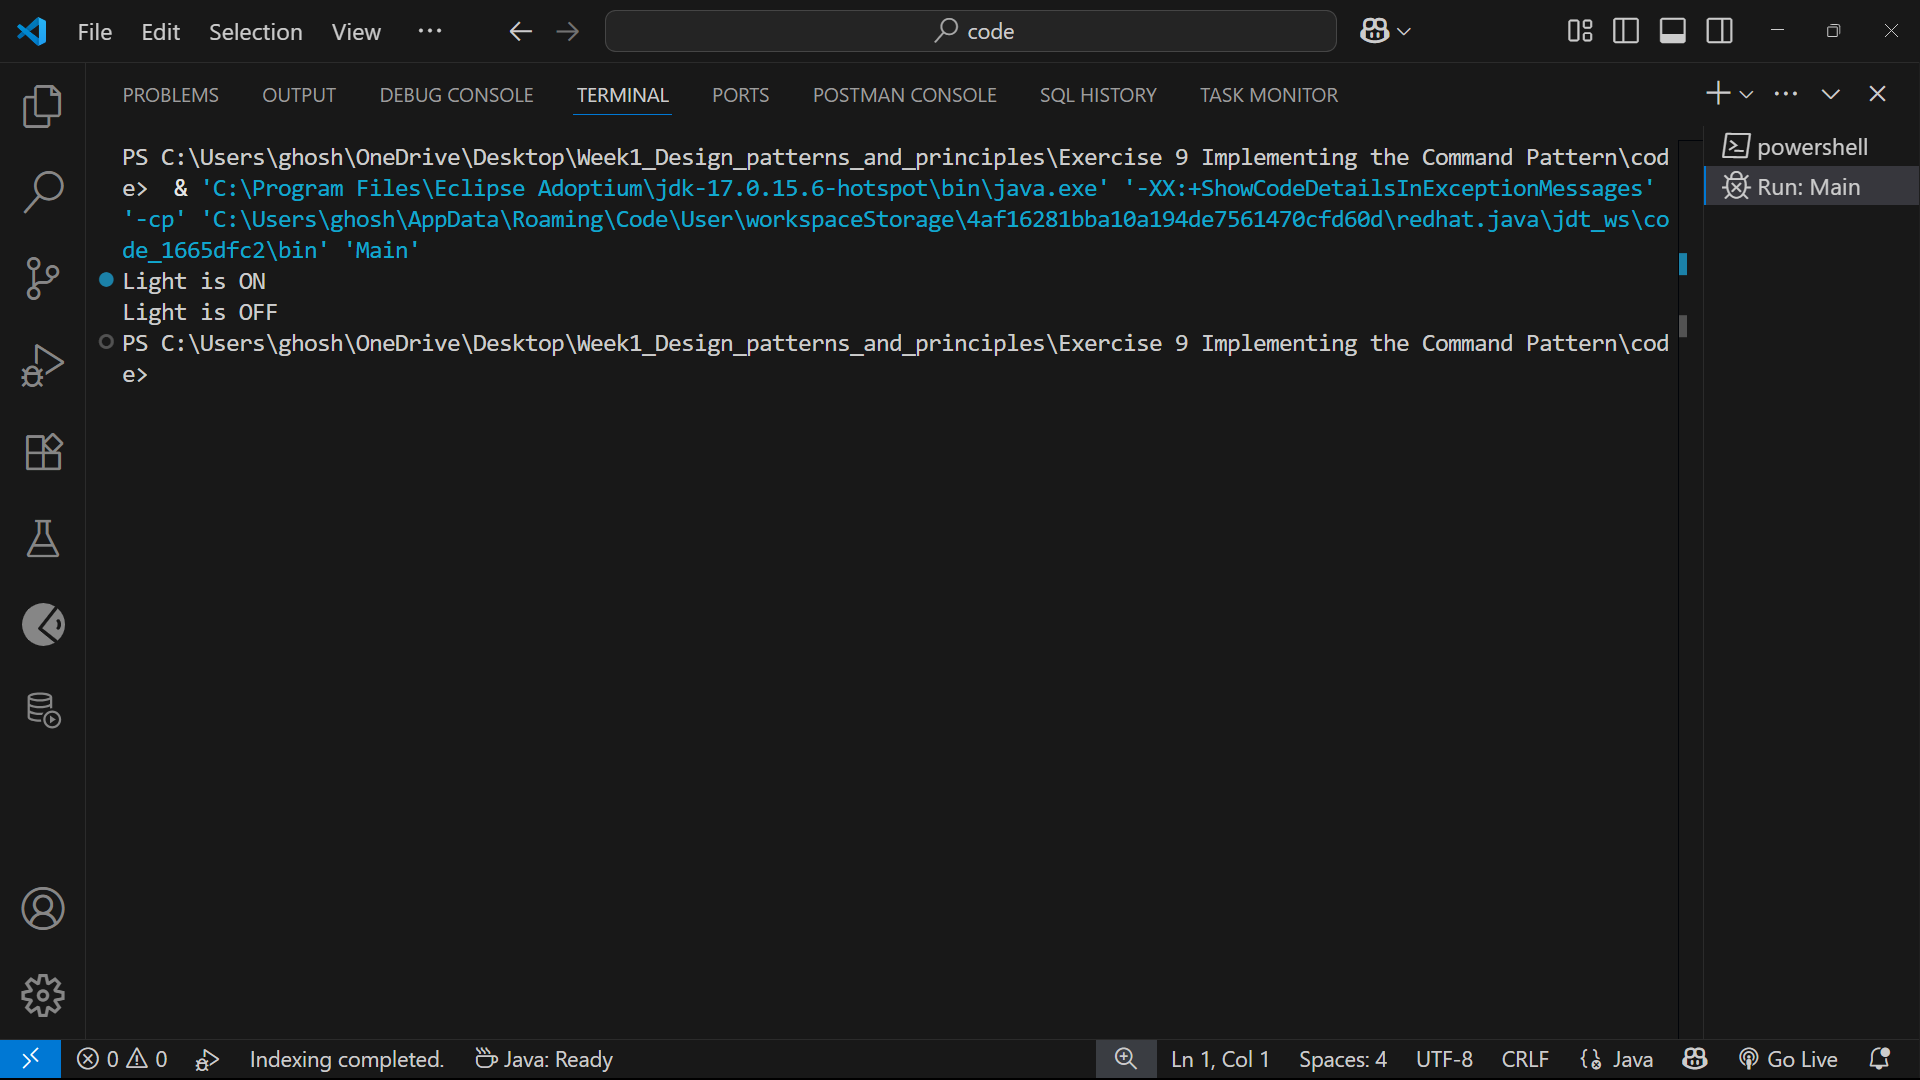 File Edit Selection View ··· code
PROBLEMS OUTPUT DEBUG CONSOLE TERMINAL PORTS POSTMAN CONSOLE SQL HISTORY TASK MONITOR
PS C:\Users\ghosh\OneDrive\Desktop\Week1_Design_patterns_and_principles\Exercise 9 Implementing the Command Pattern\cod
e>  & 'C:\Program Files\Eclipse Adoptium\jdk-17.0.15.6-hotspot\bin\java.exe' '-XX:+ShowCodeDetailsInExceptionMessages'
'-cp' 'C:\Users\ghosh\AppData\Roaming\Code\User\workspaceStorage\4af16281bba10a194de7561470cfd60d\redhat.java\jdt_ws\co
de_1665dfc2\bin' 'Main'
Light is ON
Light is OFF
PS C:\Users\ghosh\OneDrive\Desktop\Week1_Design_patterns_and_principles\Exercise 9 Implementing the Command Pattern\cod
e>
powershell
Run: Main
0 0 Indexing completed. Java: Ready Ln 1, Col 1 Spaces: 4 UTF-8 CRLF Java Go Live